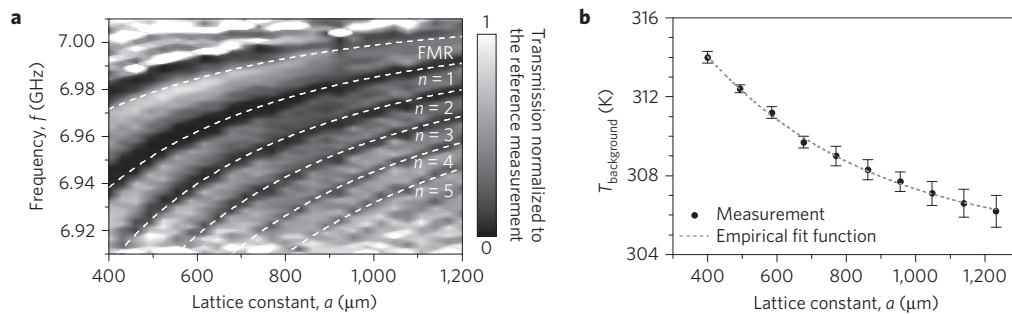 a
7.00
6.98
6.96
6.94
6.92
Frequency, f (GHz)
400
600
800
1,000
1,200
Lattice constant, a (μm)
FMR
n = 1
n = 2
n = 3
n = 4
n = 5
1
0
Transmission normalized to
the reference measurement
b
316
312
308
304
T background (K)
Measurement
Empirical fit function
400
600
800
1,000
1,200
Lattice constant, a (μm)